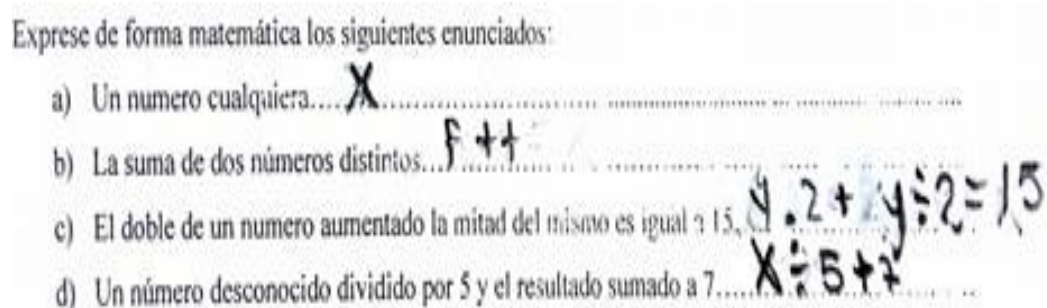 Exprese de forma matemática los siguientes enunciados:
a) Un numero cualquiera.... X
b) La suma de dos números distintos... F + t
c) El doble de un numero aumentado la mitad del mismo es igual a 15, y . 2 + y ÷ 2 = 15
d) Un número desconocido dividido por 5 y el resultado sumado a 7..... X ÷ 5 + 7